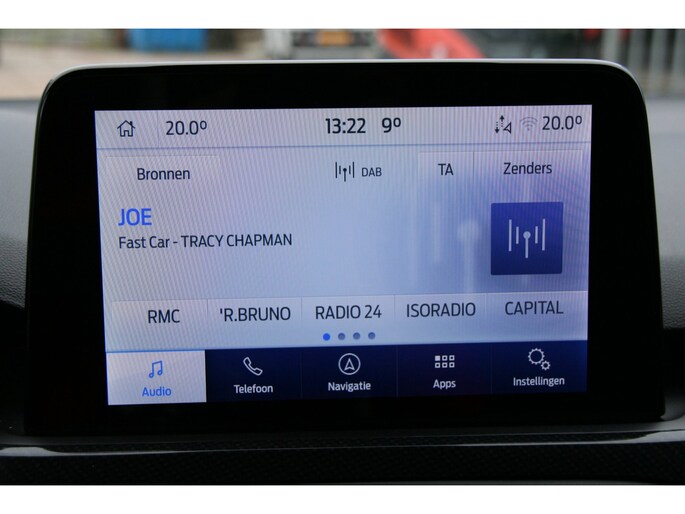 20.0° 13:22 9° 20.0°
Bronnen DAB TA Zenders
JOE
Fast Car - TRACY CHAPMAN
RMC 'R.BRUNO RADIO 24 ISORADIO CAPITAL
Audio Telefoon Navigatie Apps Instellingen